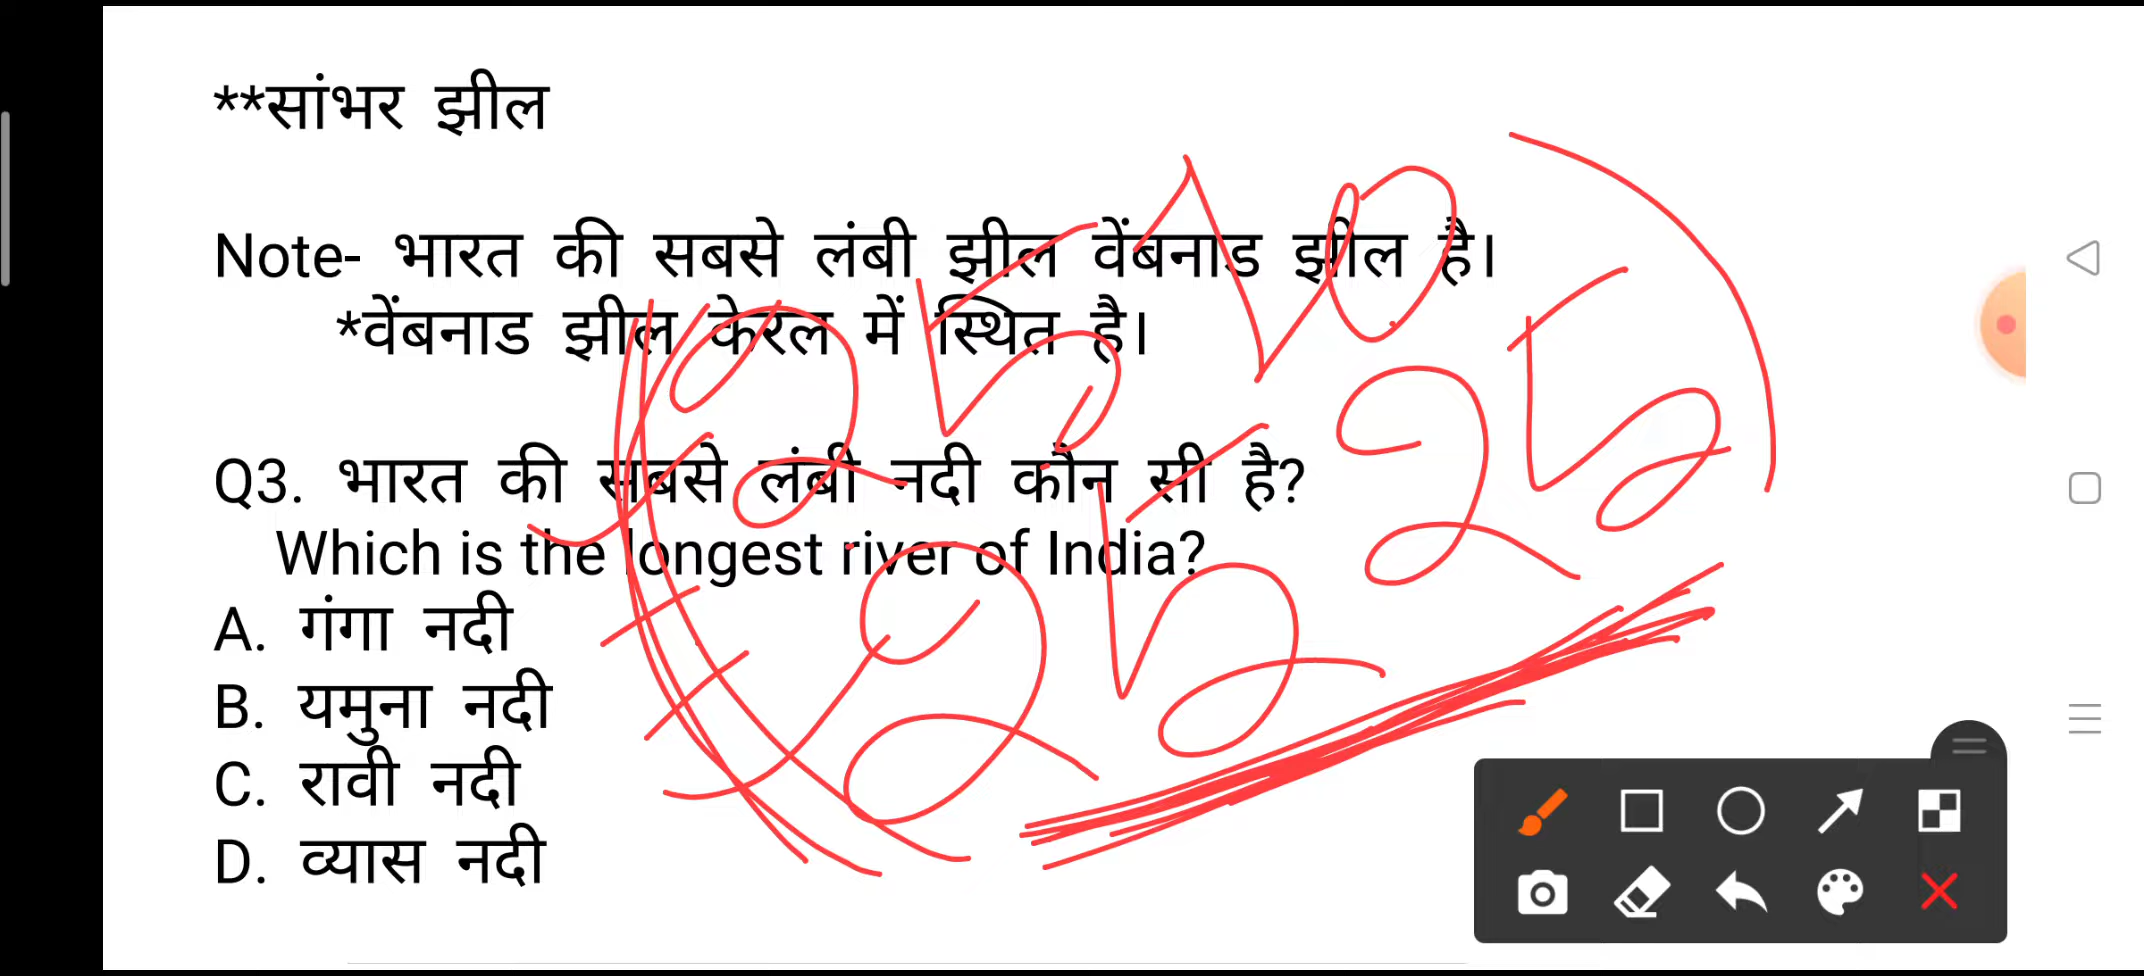 **सांभर झील
Note- भारत की सबसे लंबी झील वेंबनाड झील है।
*वेंबनाड झील केरल में स्थित है।
Q3. भारत की सबसे लंबी नदी कौन सी है?
Which is the longest river of India?
A. गंगा नदी
B. यमुना नदी
C. रावी नदी
D. व्यास नदी